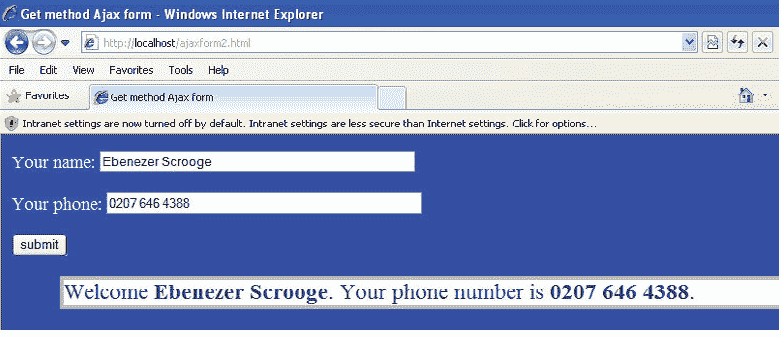 Get method Ajax form - Windows Internet Explorer
http://localhost/ajaxform2.html
File Edit View Favorites Tools Help
Favorites Get method Ajax form
Intranet settings are now turned off by default. Intranet settings are less secure than Internet settings. Click for options...
Your name: Ebenezer Scrooge
Your phone: 0207 646 4388
submit
Welcome Ebenezer Scrooge. Your phone number is 0207 646 4388.